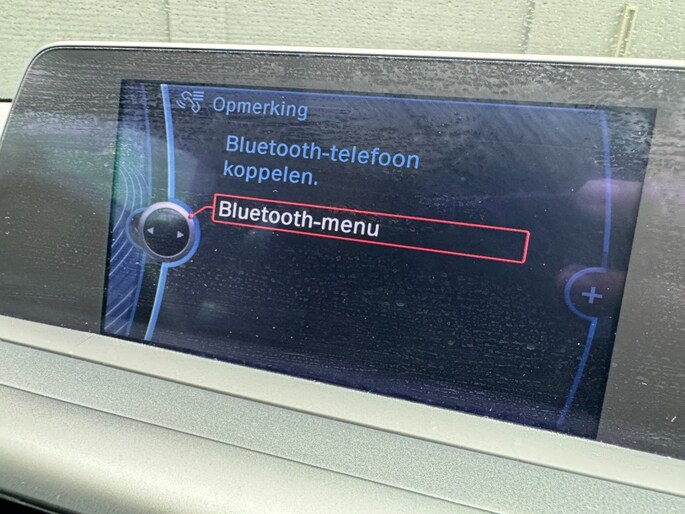 Opmerking
Bluetooth-telefoon
koppelen.
Bluetooth-menu